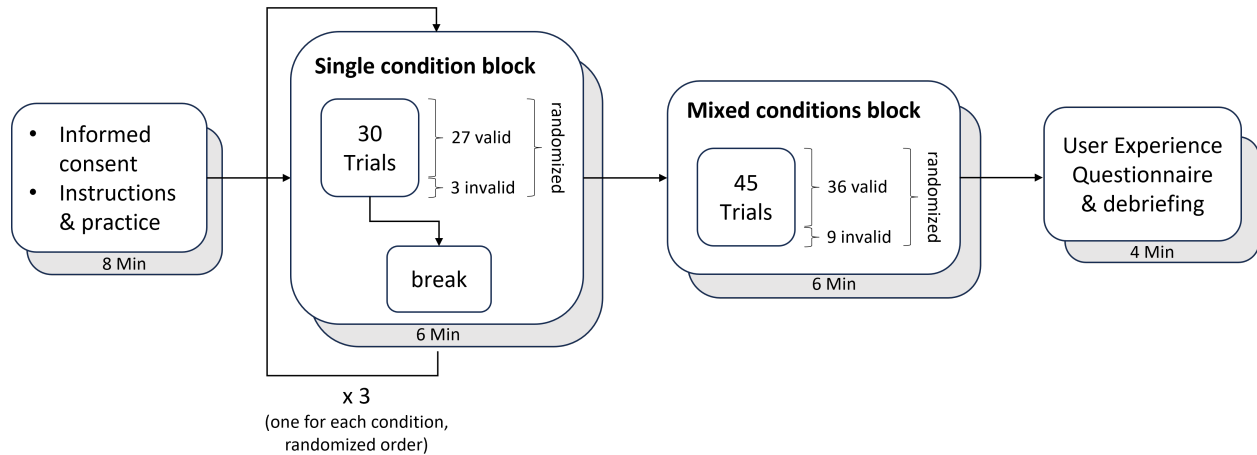 • Informed
consent
• Instructions
& practice
8 Min
Single condition block
30
Trials
27 valid
3 invalid
randomized
break
6 Min
x 3
(one for each condition,
randomized order)
Mixed conditions block
45
Trials
36 valid
9 invalid
randomized
6 Min
User Experience
Questionnaire
& debriefing
4 Min